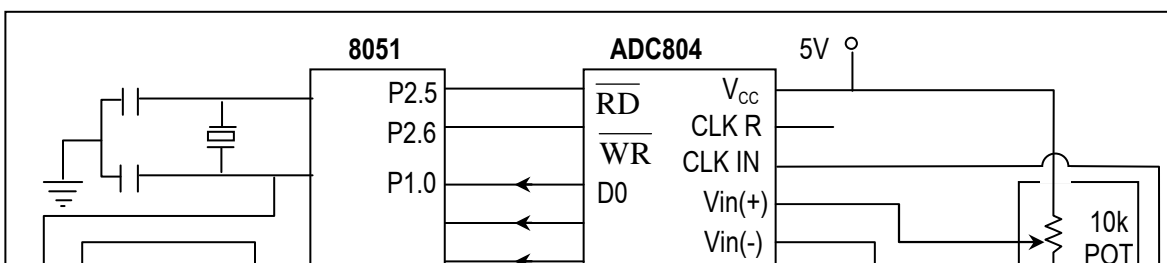 8051
ADC804
5V
P2.5
P2.6
P1.0
RD
WR
D0
VCC
CLK R
CLK IN
Vin(+)
Vin(-)
10k
POT